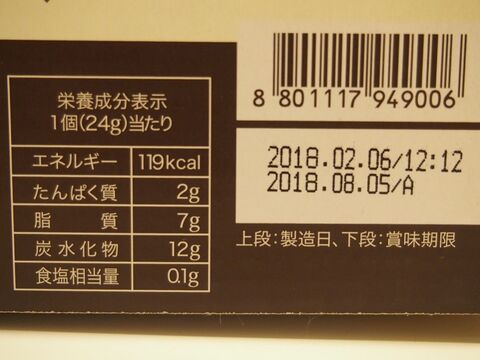 栄養成分表示
1個(24g)当たり
エネルギー 119kcal
たんぱく質 2g
脂質 7g
炭水化物 12g
食塩相当量 0.1g
8 801117 949006
2018.02.06/12:12
2018.08.05/A
上段:製造日、下段:賞味期限